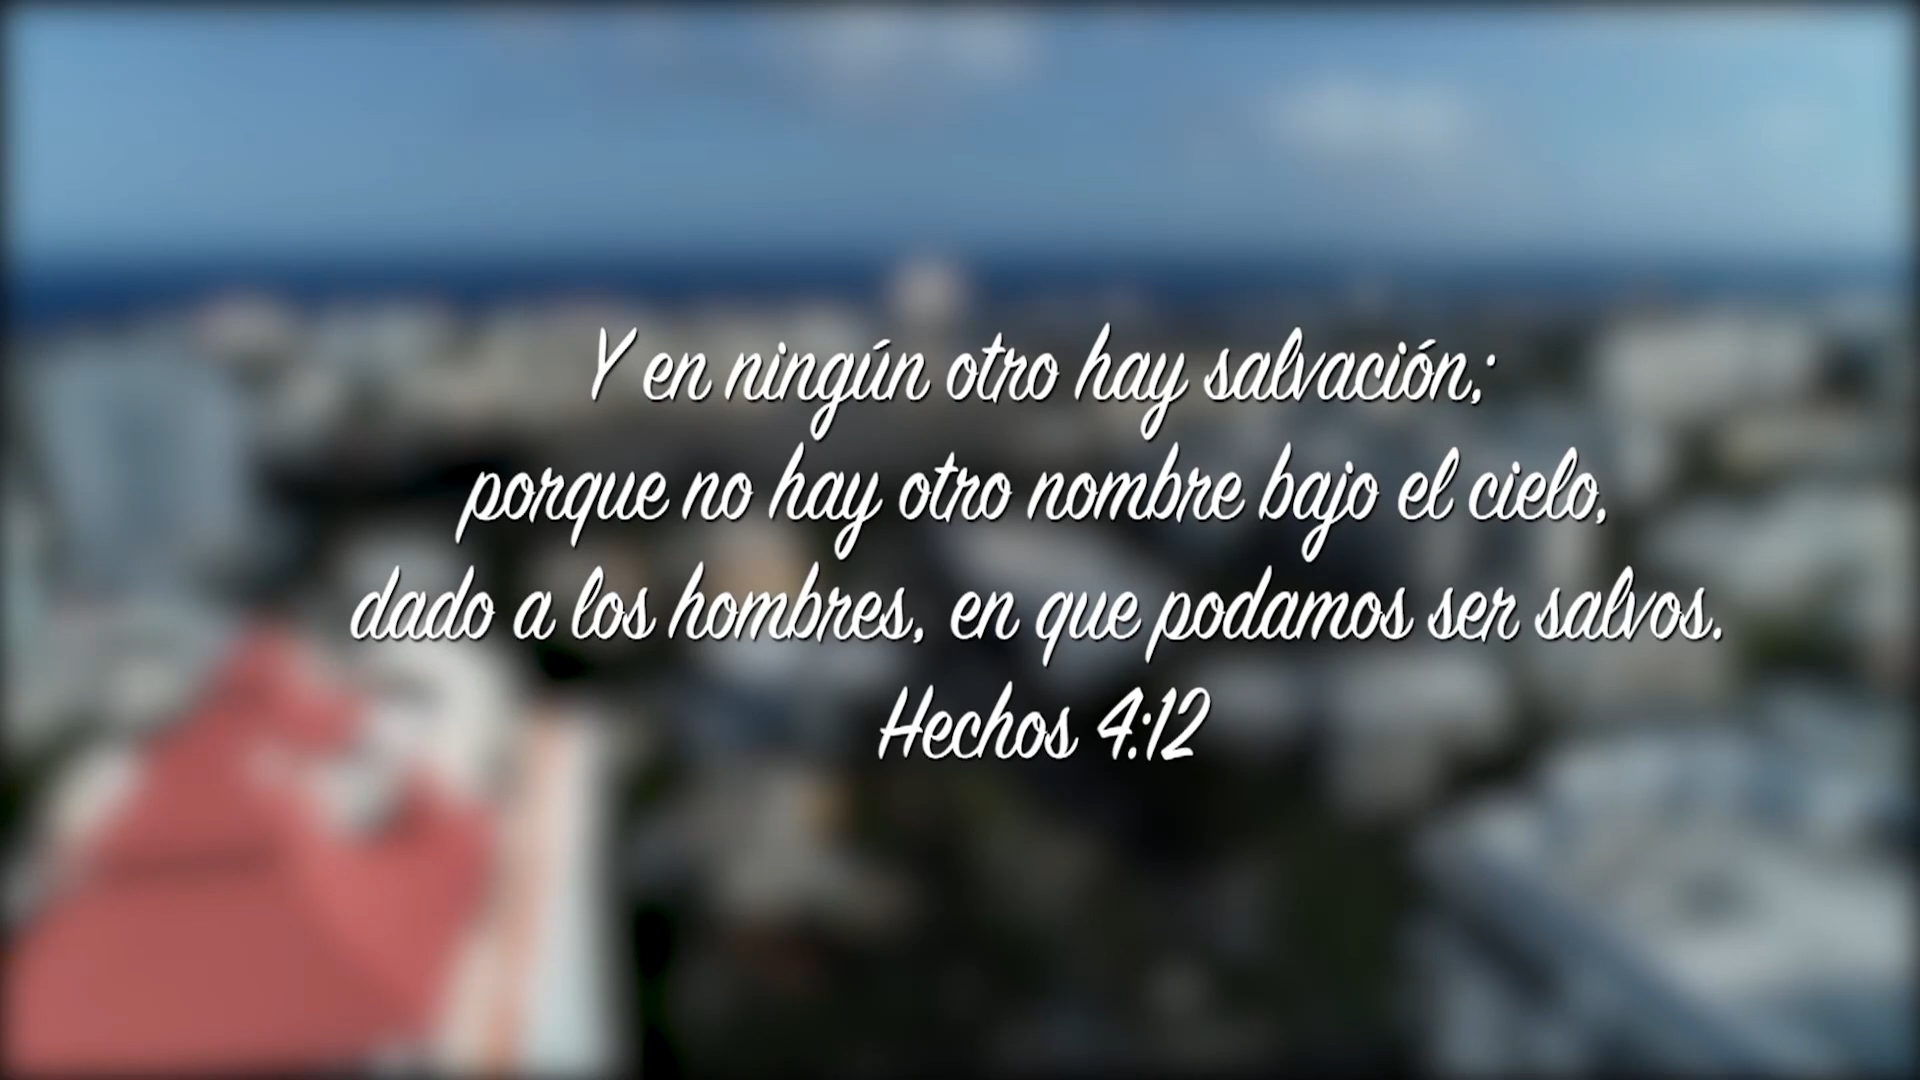 Y en ningún otro hay salvación;
porque no hay otro nombre bajo el cielo,
dado a los hombres, en que podamos ser salvos.
Hechos 4:12